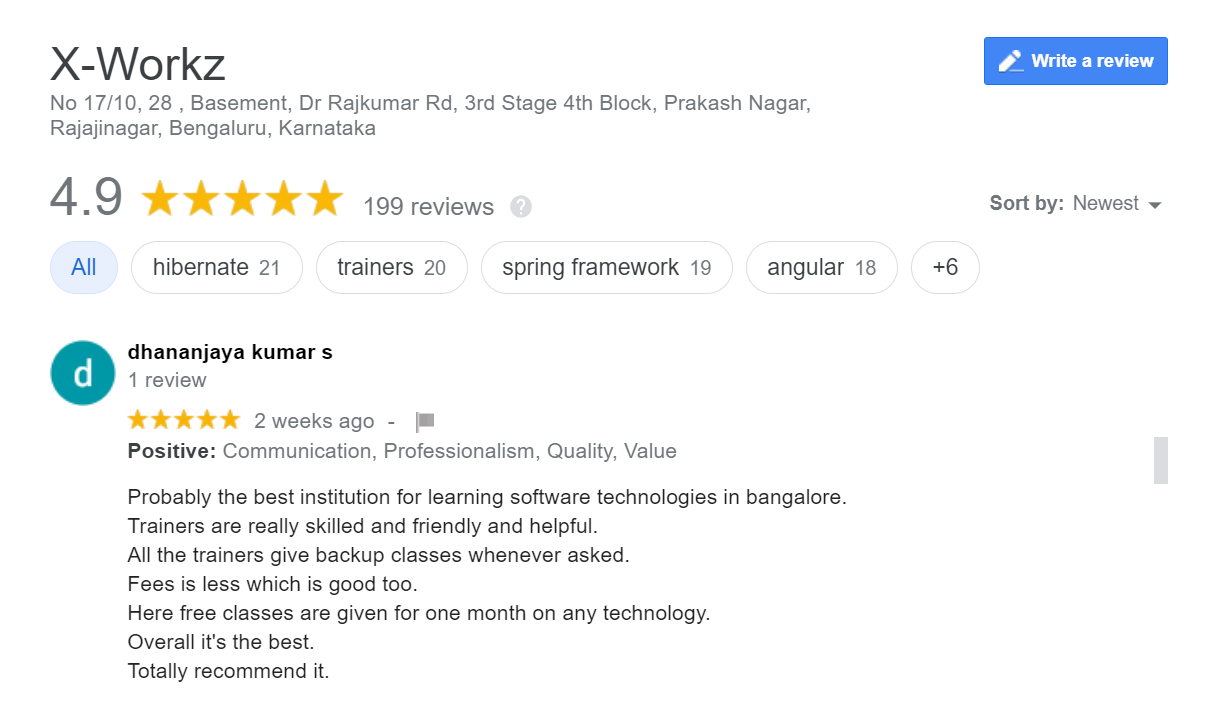 X-Workz
Write a review
No 17/10, 28 , Basement, Dr Rajkumar Rd, 3rd Stage 4th Block, Prakash Nagar,
Rajajinagar, Bengaluru, Karnataka
4.9 199 reviews ?
Sort by: Newest
All hibernate 21 trainers 20 spring framework 19 angular 18 +6
d
dhananjaya kumar s
1 review
2 weeks ago -
Positive: Communication, Professionalism, Quality, Value
Probably the best institution for learning software technologies in bangalore.
Trainers are really skilled and friendly and helpful.
All the trainers give backup classes whenever asked.
Fees is less which is good too.
Here free classes are given for one month on any technology.
Overall it's the best.
Totally recommend it.